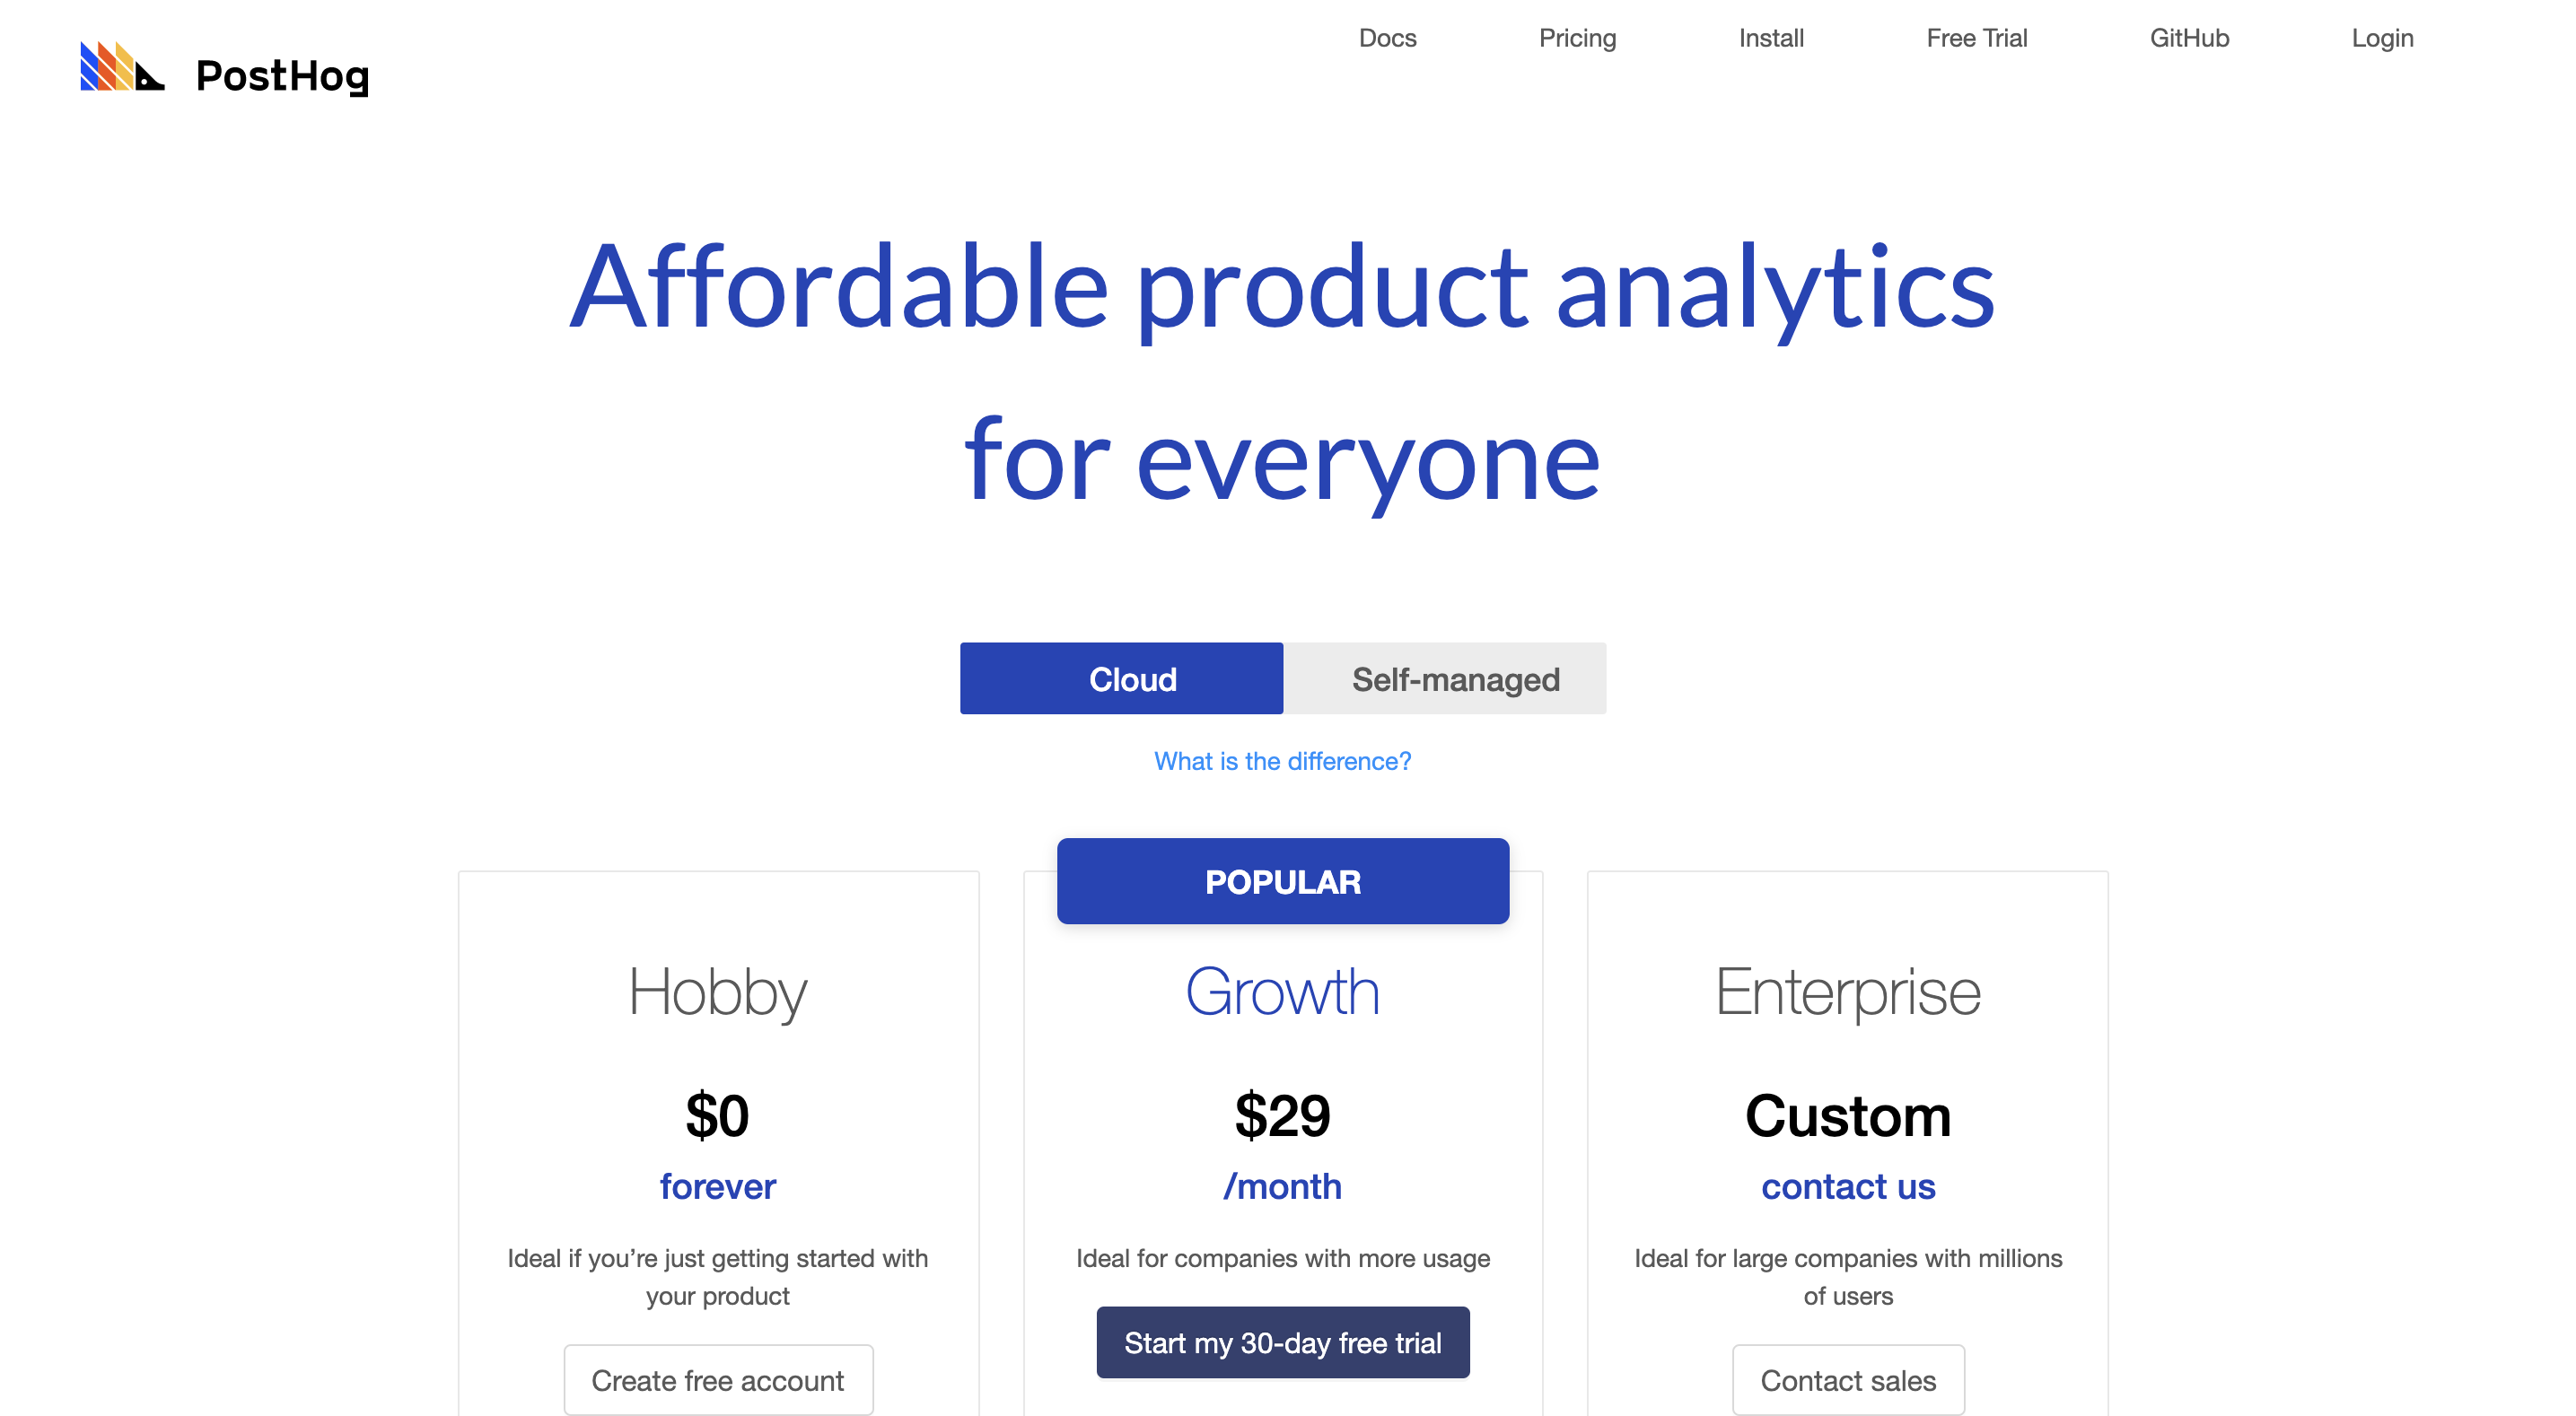 PostHog
Docs Pricing Install Free Trial GitHub Login
Affordable product analytics
for everyone
Cloud Self-managed
What is the difference?
POPULAR
Hobby
$0
forever
Ideal if you’re just getting started with
your product
Create free account
Growth
$29
/month
Ideal for companies with more usage
Start my 30-day free trial
Enterprise
Custom
contact us
Ideal for large companies with millions
of users
Contact sales